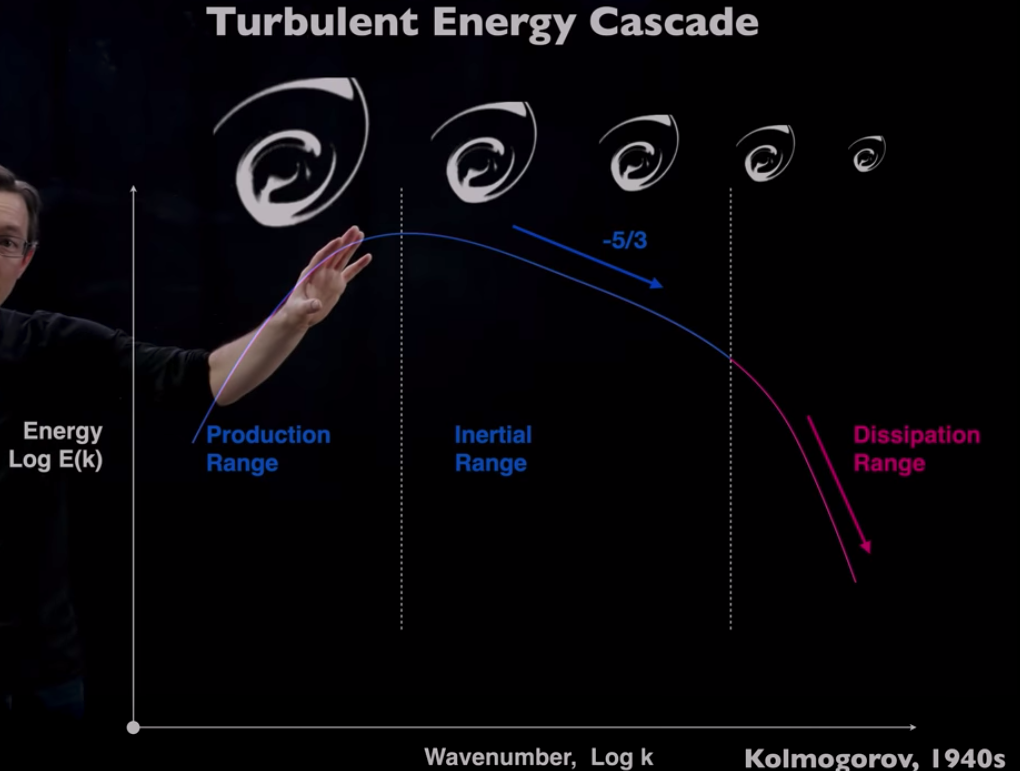 Turbulent Energy Cascade
-5/3
Energy
Log E(k)
Production
Range
Inertial
Range
Dissipation
Range
Wavenumber, Log k
Kolmogorov, 1940s